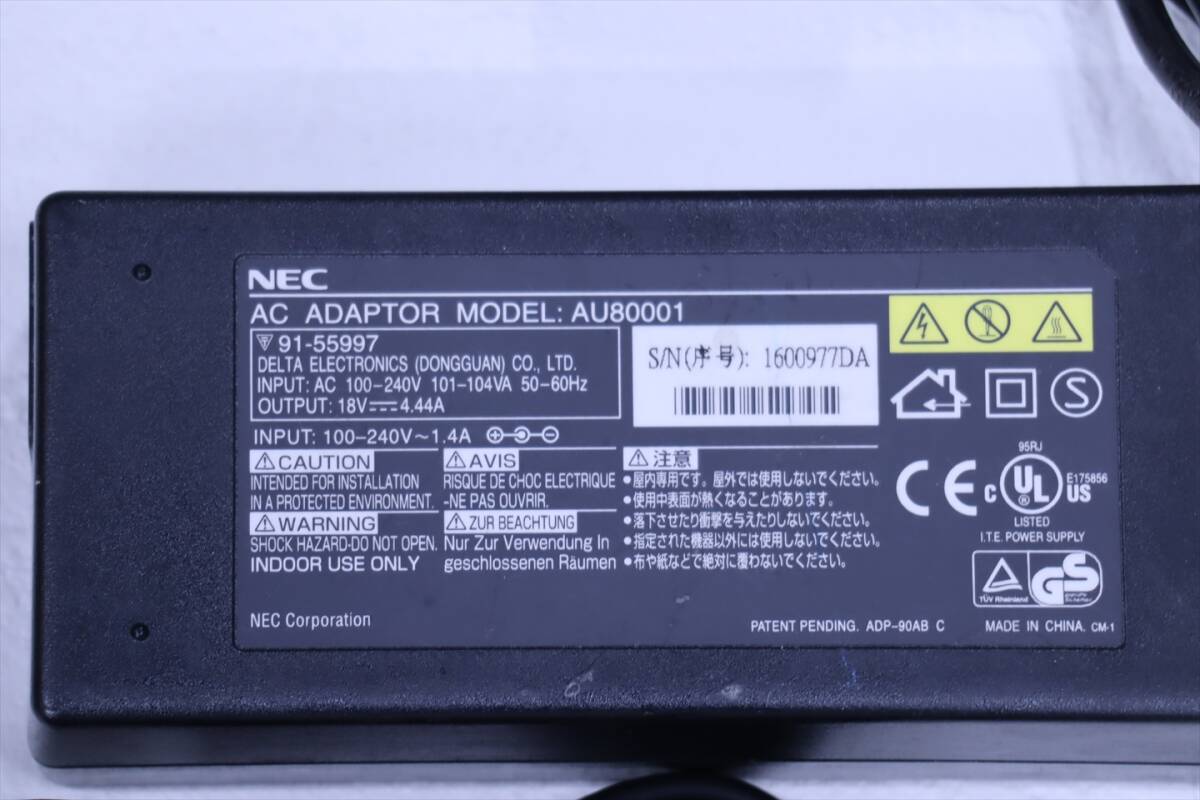 NEC
AC ADAPTOR MODEL: AU80001
91-55997
DELTA ELECTRONICS (DONGGUAN) CO., LTD.
INPUT: AC 100-240V 101-104VA 50-60Hz
OUTPUT: 18V⎓4.44A
S/N(序号): 1600977DA
INPUT: 100-240V~1.4A
CAUTION
INTENDED FOR INSTALLATION
IN A PROTECTED ENVIRONMENT.
WARNING
SHOCK HAZARD-DO NOT OPEN.
INDOOR USE ONLY
AVIS
RISQUE DE CHOC ELECTRIQUE
-NE PAS OUVRIR.
ZUR BEACHTUNG
Nur Zur Verwendung In
geschlossenen Räumen
注意
•屋内専用です。屋外では使用しないでください。
•使用中表面が熱くなることがあります。
•落下させたり衝撃を与えたりしないでください。
•指定された機器以外には使用しないでください。
•布や紙などで絶対に覆わないでください。
S
CE
95RJ
c UL ® US
E175856
LISTED
I.T.E. POWER SUPPLY
TÜV Rheinland
GS
NEC Corporation
PATENT PENDING. ADP-90AB C
MADE IN CHINA. CM-1